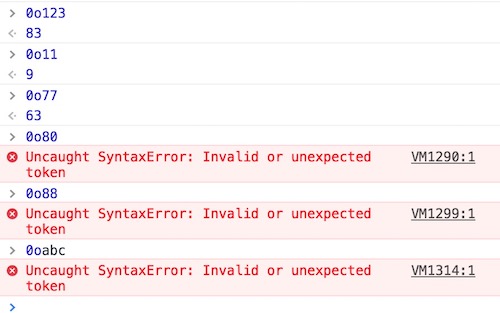 0o123
83
0o11
9
0o77
63
0o80
Uncaught SyntaxError: Invalid or unexpected VM1290:1
token
0o88
Uncaught SyntaxError: Invalid or unexpected VM1299:1
token
0oabc
Uncaught SyntaxError: Invalid or unexpected VM1314:1
token